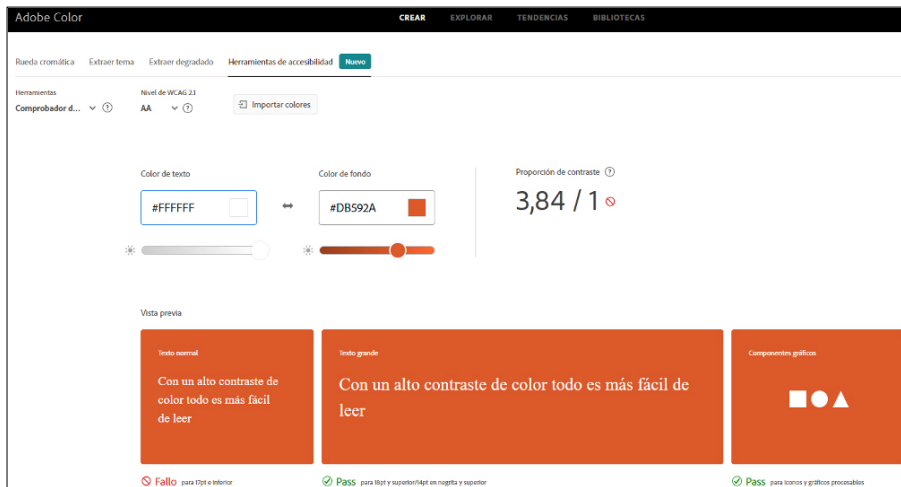 Adobe Color
CREAR EXPLORAR TENDENCIAS BIBLIOTECAS
Rueda cromática Extraer tema Extraer degradado Herramientas de accesibilidad Nuevo
Herramientas Nivel de WCAG 2.1
Comprobador d... AA Importar colores
Color de texto Color de fondo Proporción de contraste
#FFFFFF #DB592A 3,84 / 1
Vista previa
Texto normal
Con un alto contraste de
color todo es más fácil
de leer
Texto grande
Con un alto contraste de color todo es más fácil de
leer
Componentes gráficos
Fallo para 17pt e inferior
Pass para 18pt y superior/14pt en negrita y superior
Pass para iconos y gráficos procesables